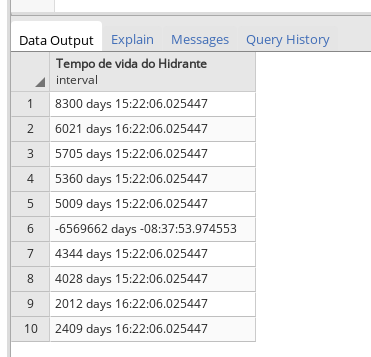 Data Output Explain Messages Query History
Tempo de vida do Hidrante
interval
1 8300 days 15:22:06.025447
2 6021 days 16:22:06.025447
3 5705 days 15:22:06.025447
4 5360 days 15:22:06.025447
5 5009 days 15:22:06.025447
6 -6569662 days -08:37:53.974553
7 4344 days 15:22:06.025447
8 4028 days 15:22:06.025447
9 2012 days 16:22:06.025447
10 2409 days 16:22:06.025447